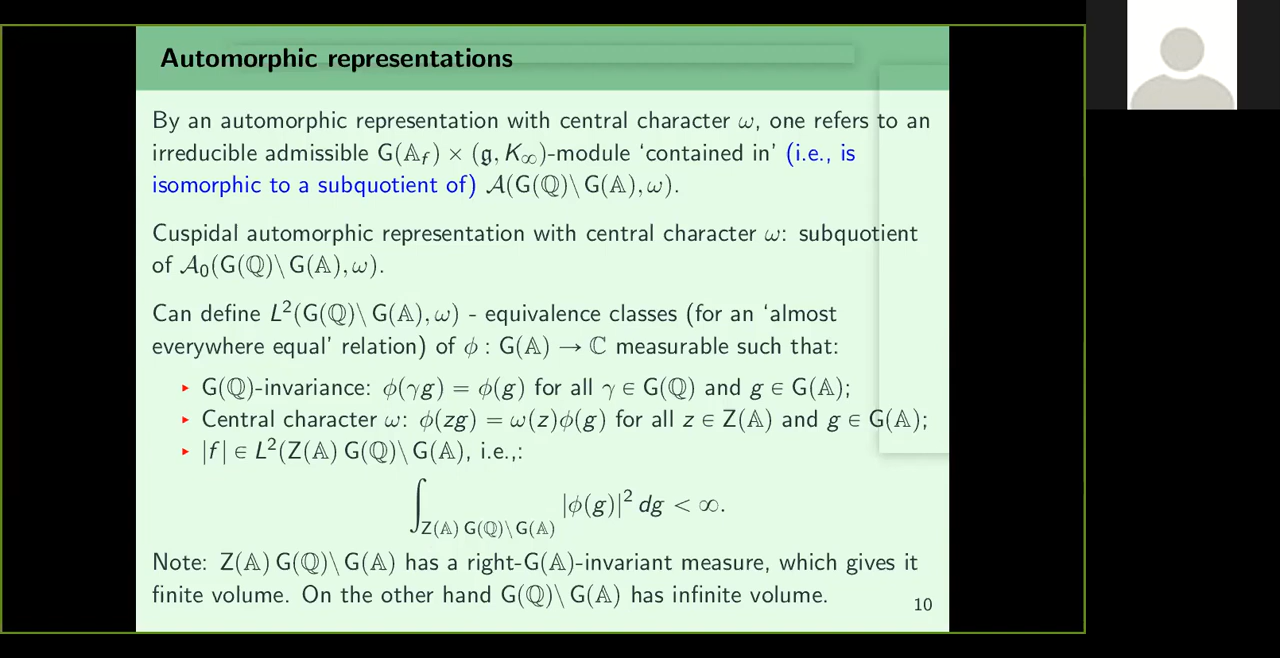 Automorphic representations
By an automorphic representation with central character ω, one refers to an
irreducible admissible G(𝔸_f) × (𝔤, K_∞)-module ‘contained in’ (i.e., is
isomorphic to a subquotient of) 𝒜(G(ℚ)\ G(𝔸), ω).
Cuspidal automorphic representation with central character ω: subquotient
of 𝒜₀(G(ℚ)\ G(𝔸), ω).
Can define L²(G(ℚ)\ G(𝔸), ω) - equivalence classes (for an ‘almost
everywhere equal’ relation) of ϕ : G(𝔸) → ℂ measurable such that:
▸ G(ℚ)-invariance: ϕ(γg) = ϕ(g) for all γ ∈ G(ℚ) and g ∈ G(𝔸);
▸ Central character ω: ϕ(zg) = ω(z)ϕ(g) for all z ∈ Z(𝔸) and g ∈ G(𝔸);
▸ |f| ∈ L²(Z(𝔸) G(ℚ)\ G(𝔸), i.e.,:
∫_{Z(𝔸) G(ℚ)\ G(𝔸)} |ϕ(g)|² dg < ∞.
Note: Z(𝔸) G(ℚ)\ G(𝔸) has a right-G(𝔸)-invariant measure, which gives it
finite volume. On the other hand G(ℚ)\ G(𝔸) has infinite volume.
10